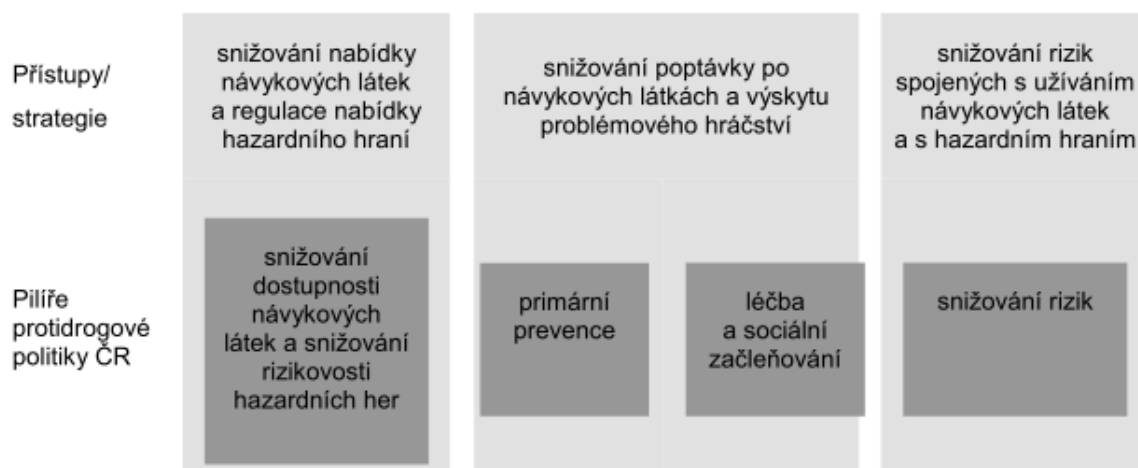 Přístupy/
strategie
snižování nabídky
návykových látek
a regulace nabídky
hazardního hraní
snižování poptávky po
návykových látkách a výskytu
problémového hráčství
snižování rizik
spojených s užíváním
návykových látek
a s hazardním hraním
Pilíře
protidrogové
politiky ČR
snižování
dostupnosti
návykových
látek a snižování
rizikovosti
hazardních her
primární
prevence
léčba
a sociální
začleňování
snižování rizik